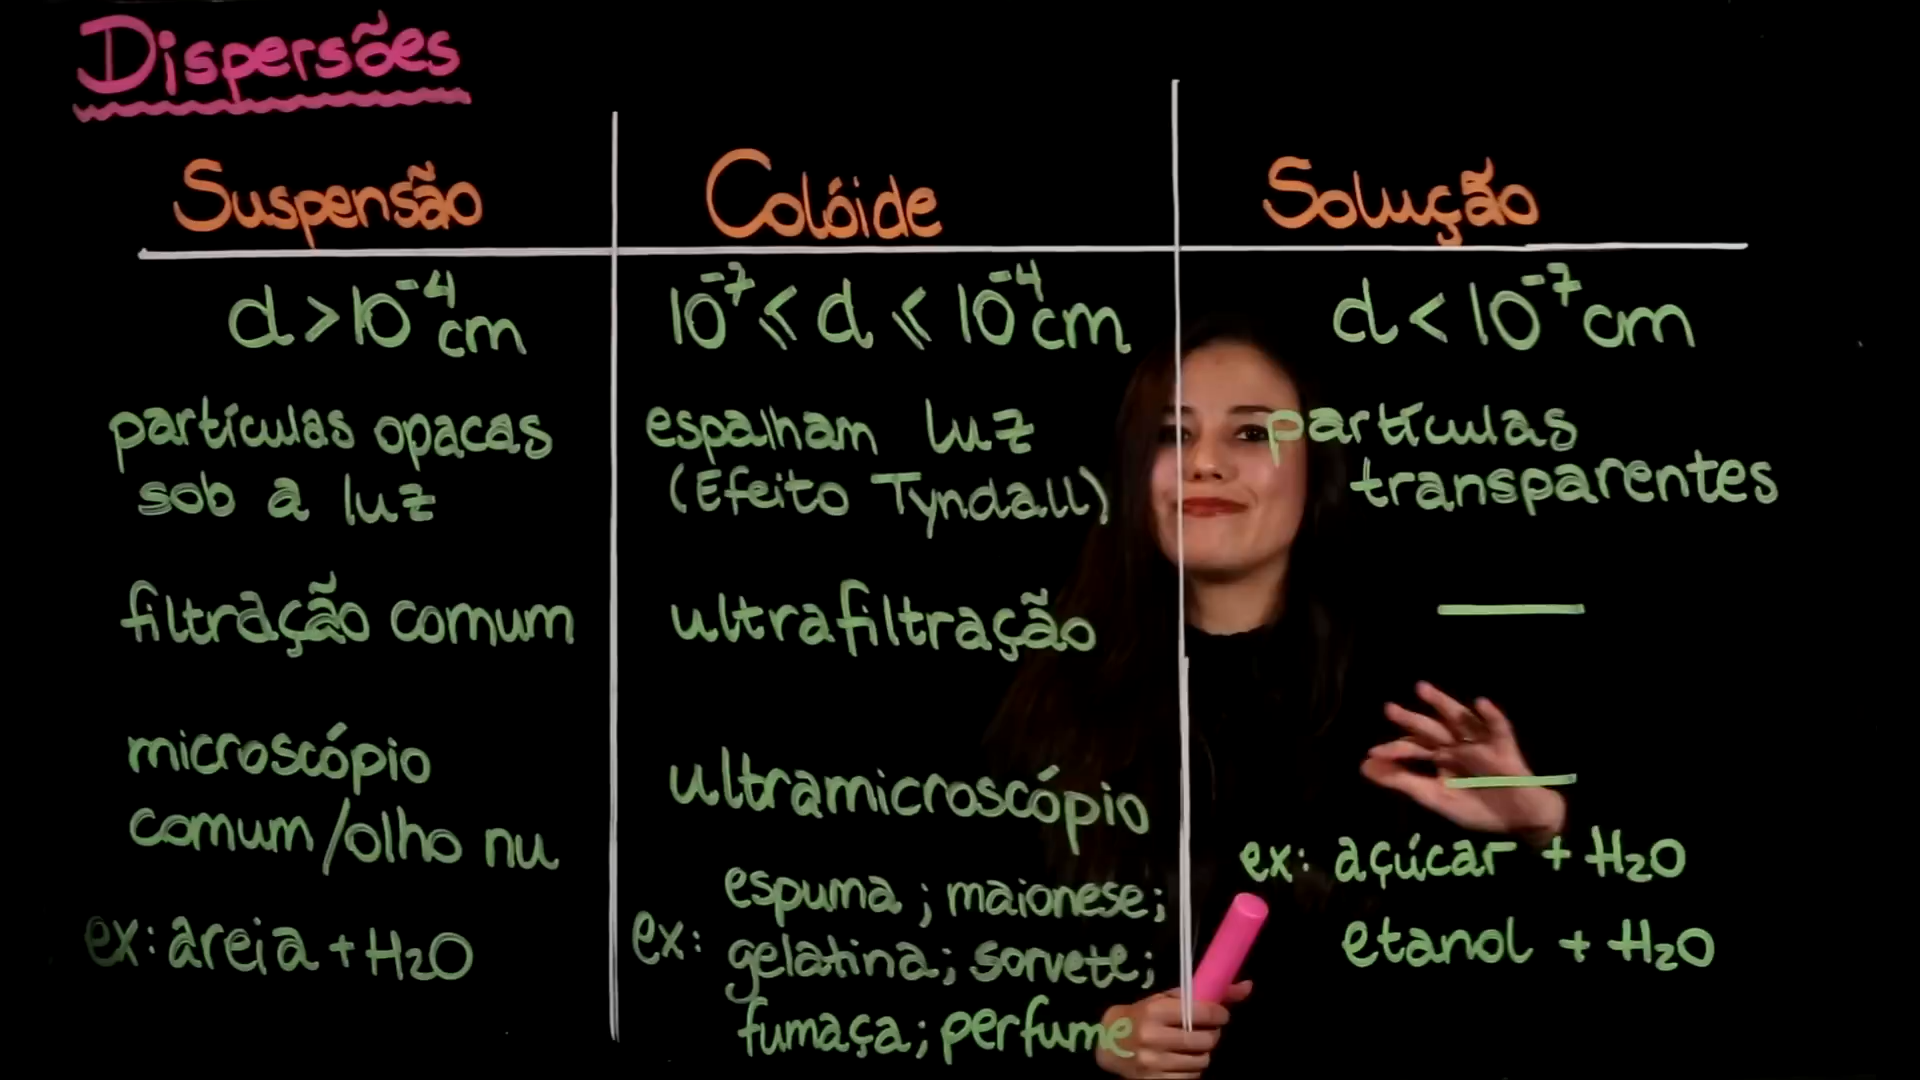 Dispersões
Suspensão
d > 10⁻⁴ cm
partículas opacas
sob a luz
filtração comum
microscópio
comum/olho nu
ex: areia + H₂O
Colóide
10⁻⁷ ⩽ d ⩽ 10⁻⁴ cm
espalham luz
(Efeito Tyndall)
ultrafiltração
ultramicroscópio
espuma; maionese;
ex: gelatina; sorvete;
fumaça; perfume
Solução
d < 10⁻⁷ cm
partículas
transparentes
ex: açúcar + H₂O
etanol + H₂O